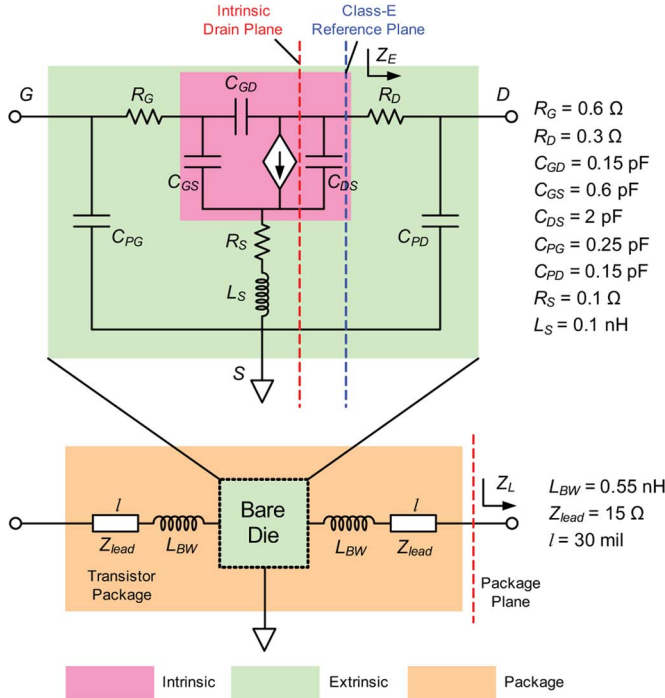 Intrinsic
Drain Plane
Class-E
Reference Plane
Z_E
G
R_G
C_GD
R_D
D
C_GS
C_DS
C_PG
R_S
C_PD
L_S
S
R_G = 0.6 Ω
R_D = 0.3 Ω
C_GD = 0.15 pF
C_GS = 0.6 pF
C_DS = 2 pF
C_PG = 0.25 pF
C_PD = 0.15 pF
R_S = 0.1 Ω
L_S = 0.1 nH
Z_L
l
Z_lead
L_BW
Bare
Die
L_BW
l
Z_lead
Transistor
Package
Package
Plane
L_BW = 0.55 nH
Z_lead = 15 Ω
l = 30 mil
Intrinsic
Extrinsic
Package